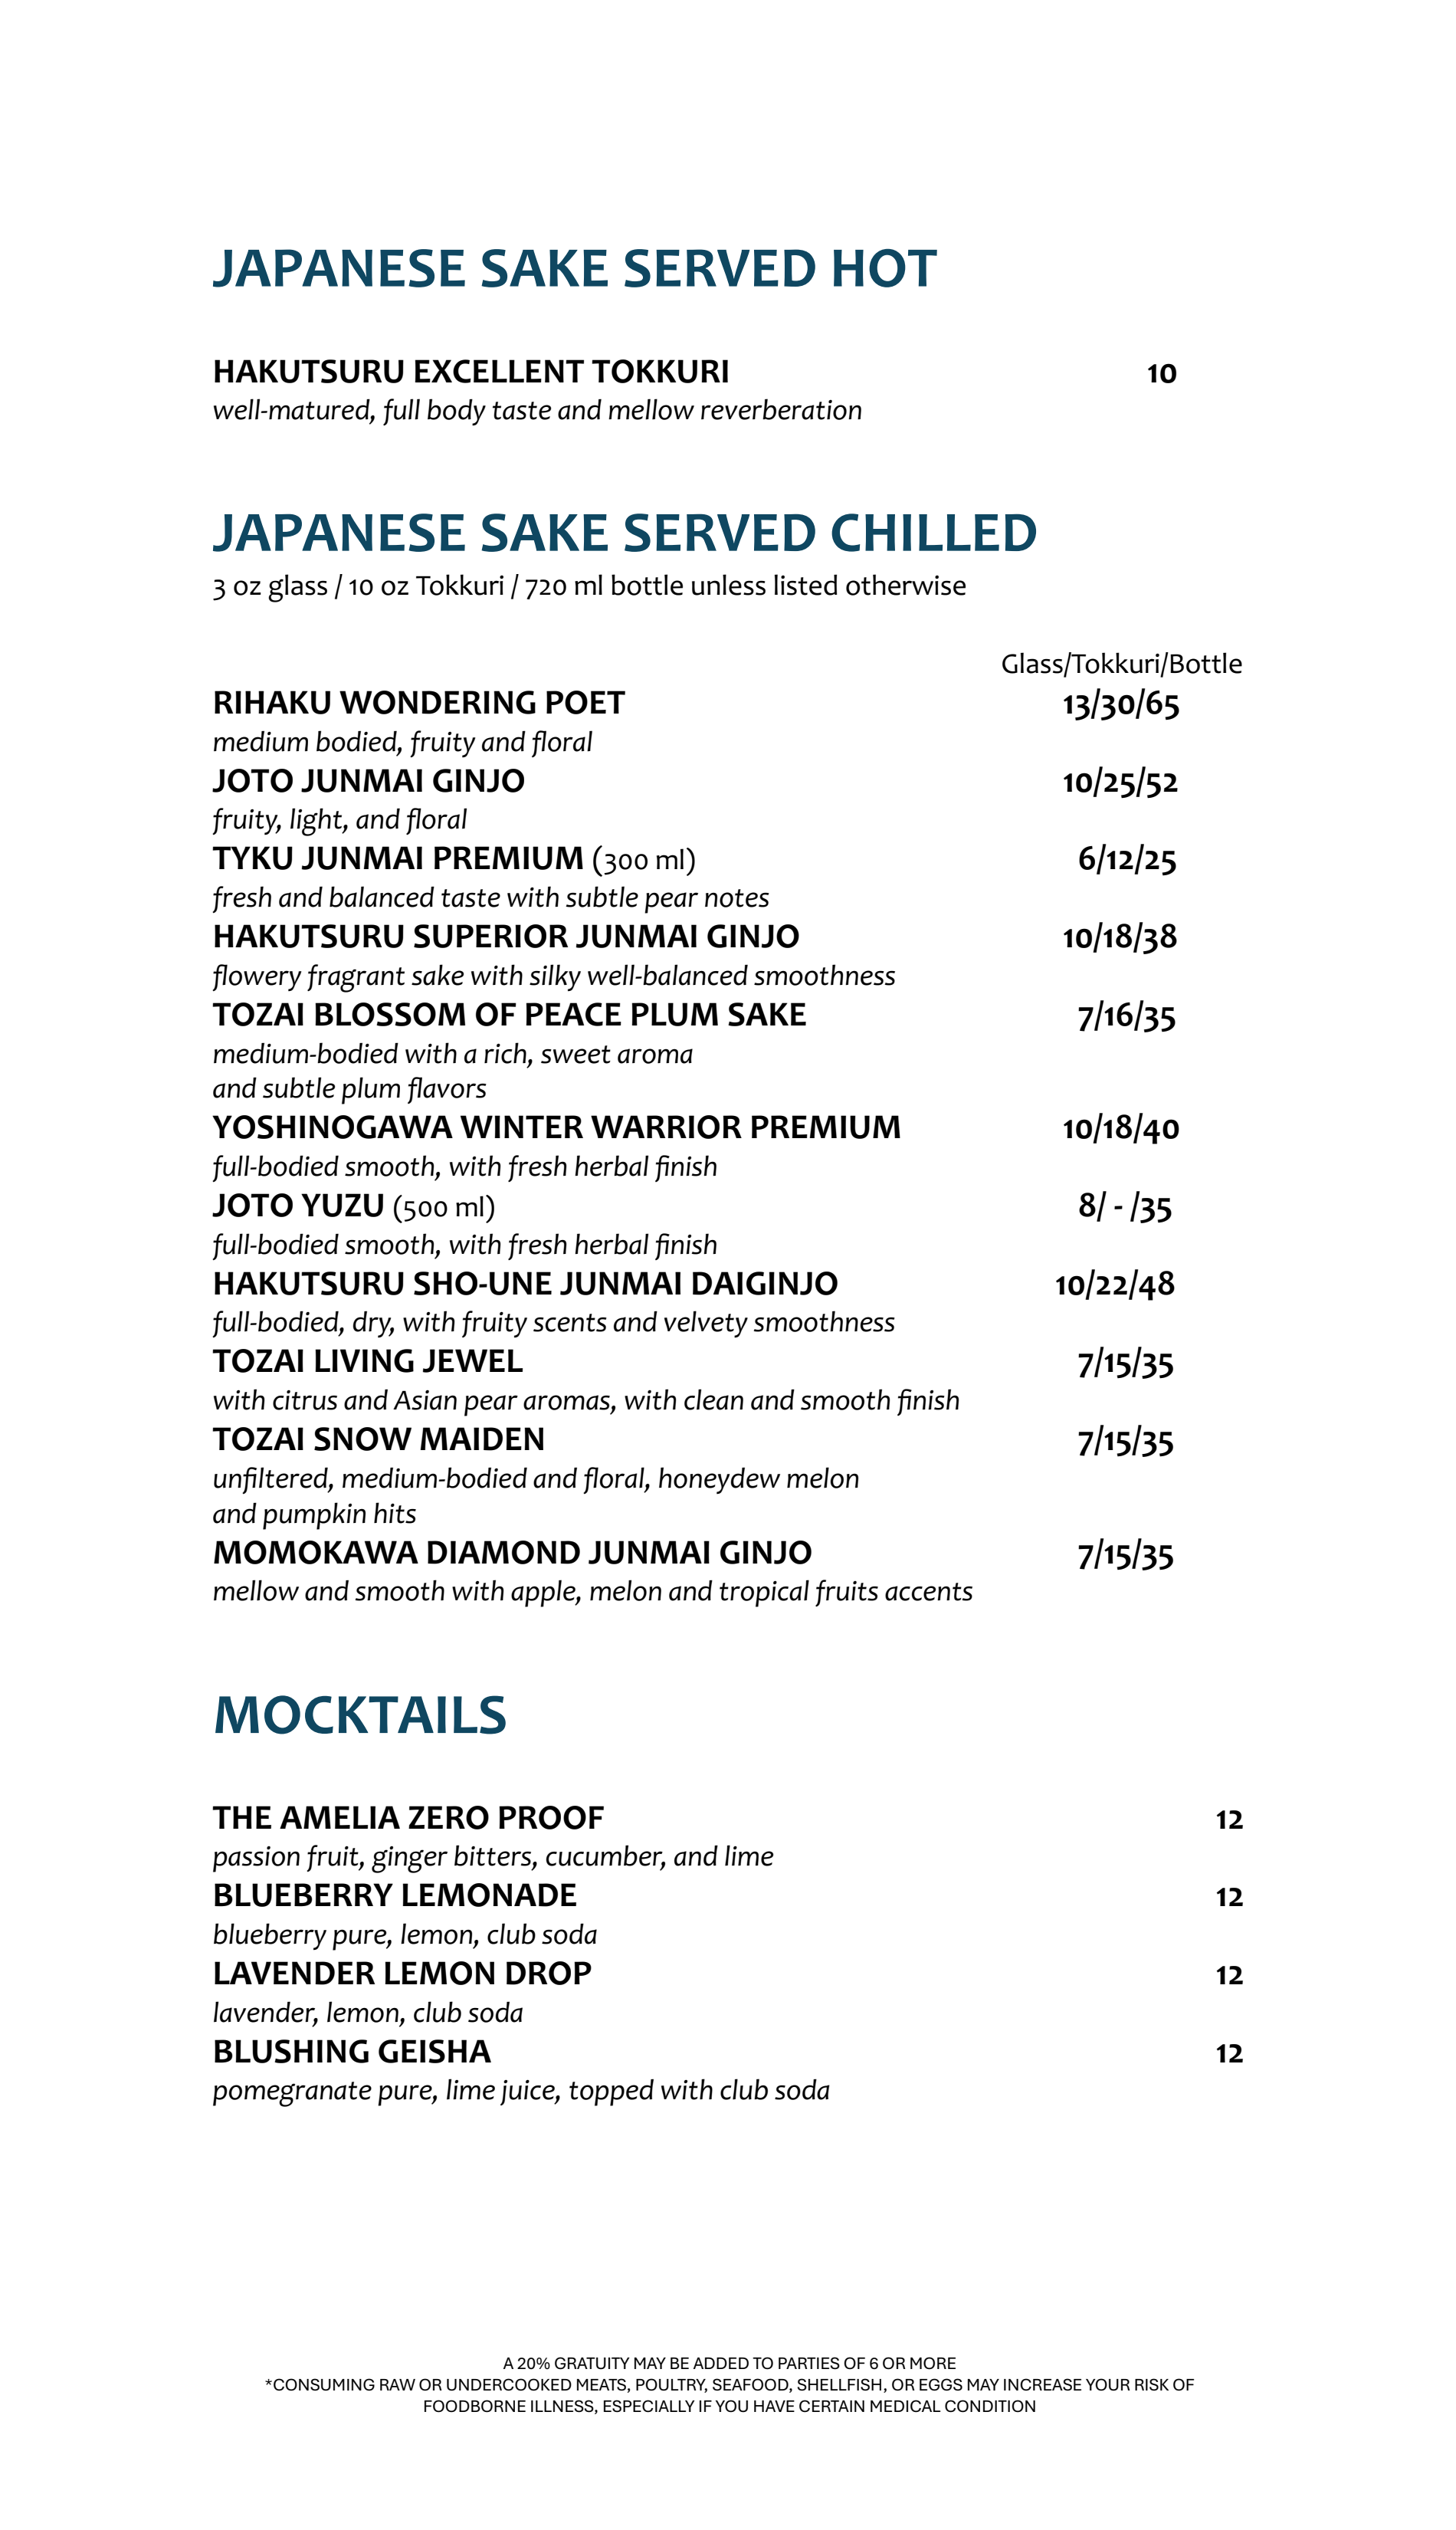 JAPANESE SAKE SERVED HOT
HAKUTSURU EXCELLENT TOKKURI 10
well-matured, full body taste and mellow reverberation
JAPANESE SAKE SERVED CHILLED
3 oz glass / 10 oz Tokkuri / 720 ml bottle unless listed otherwise
Glass/Tokkuri/Bottle
RIHAKU WONDERING POET 13/30/65
medium bodied, fruity and floral
JOTO JUNMAI GINJO 10/25/52
fruity, light, and floral
TYKU JUNMAI PREMIUM (300 ml) 6/12/25
fresh and balanced taste with subtle pear notes
HAKUTSURU SUPERIOR JUNMAI GINJO 10/18/38
flowery fragrant sake with silky well-balanced smoothness
TOZAI BLOSSOM OF PEACE PLUM SAKE 7/16/35
medium-bodied with a rich, sweet aroma
and subtle plum flavors
YOSHINOGAWA WINTER WARRIOR PREMIUM 10/18/40
full-bodied smooth, with fresh herbal finish
JOTO YUZU (500 ml) 8/ - /35
full-bodied smooth, with fresh herbal finish
HAKUTSURU SHO-UNE JUNMAI DAIGINJO 10/22/48
full-bodied, dry, with fruity scents and velvety smoothness
TOZAI LIVING JEWEL 7/15/35
with citrus and Asian pear aromas, with clean and smooth finish
TOZAI SNOW MAIDEN 7/15/35
unfiltered, medium-bodied and floral, honeydew melon
and pumpkin hits
MOMOKAWA DIAMOND JUNMAI GINJO 7/15/35
mellow and smooth with apple, melon and tropical fruits accents
MOCKTAILS
THE AMELIA ZERO PROOF 12
passion fruit, ginger bitters, cucumber, and lime
BLUEBERRY LEMONADE 12
blueberry pure, lemon, club soda
LAVENDER LEMON DROP 12
lavender, lemon, club soda
BLUSHING GEISHA 12
pomegranate pure, lime juice, topped with club soda
A 20% GRATUITY MAY BE ADDED TO PARTIES OF 6 OR MORE
*CONSUMING RAW OR UNDERCOOKED MEATS, POULTRY, SEAFOOD, SHELLFISH, OR EGGS MAY INCREASE YOUR RISK OF
FOODBORNE ILLNESS, ESPECIALLY IF YOU HAVE CERTAIN MEDICAL CONDITION